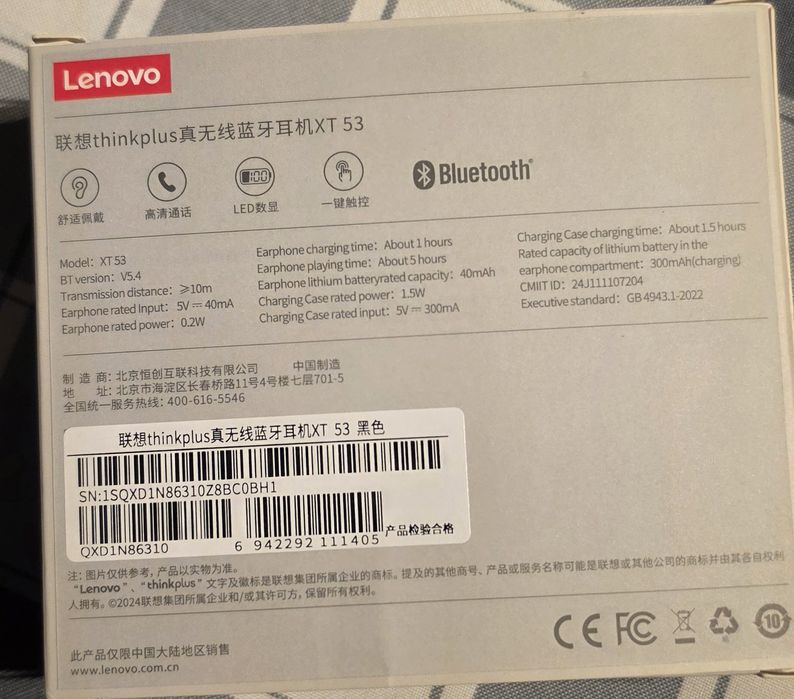 Lenovo
联想thinkplus真无线蓝牙耳机XT 53
舒适佩戴
高清通话
LED数显
一键触控
Bluetooth®
Model: XT 53
BT version: V5.4
Transmission distance: ≥10m
Earphone rated Input: 5V ⎓ 40mA
Earphone rated power: 0.2W
Earphone charging time: About 1 hours
Earphone playing time: About 5 hours
Earphone lithium batteryrated capacity: 40mAh
Charging Case rated power: 1.5W
Charging Case rated input: 5V ⎓ 300mA
Charging Case charging time: About 1.5 hours
Rated capacity of lithium battery in the
earphone compartment: 300mAh(charging)
CMIIT ID: 24J111107204
Executive standard: GB 4943.1-2022
制 造 商: 北京恒创互联科技有限公司 中国制造
地 址: 北京市海淀区长春桥路11号4号楼七层701-5
全国统一服务热线: 400-616-5546
联想thinkplus真无线蓝牙耳机XT 53 黑色
SN:1SQXD1N86310Z8BC0BH1
QXD1N86310
6 942292 111405
产品检验合格
注: 图片仅供参考，产品以实物为准。
“Lenovo”、“thinkplus”文字及徽标是联想集团所属企业的商标。提及的其他商号、产品或服务名称可能是联想或其他公司的商标并由其各自权利
人拥有。©2024联想集团所属企业和/或其许可方，保留所有权利。
此产品仅限中国大陆地区销售
www.lenovo.com.cn
CE FC 10